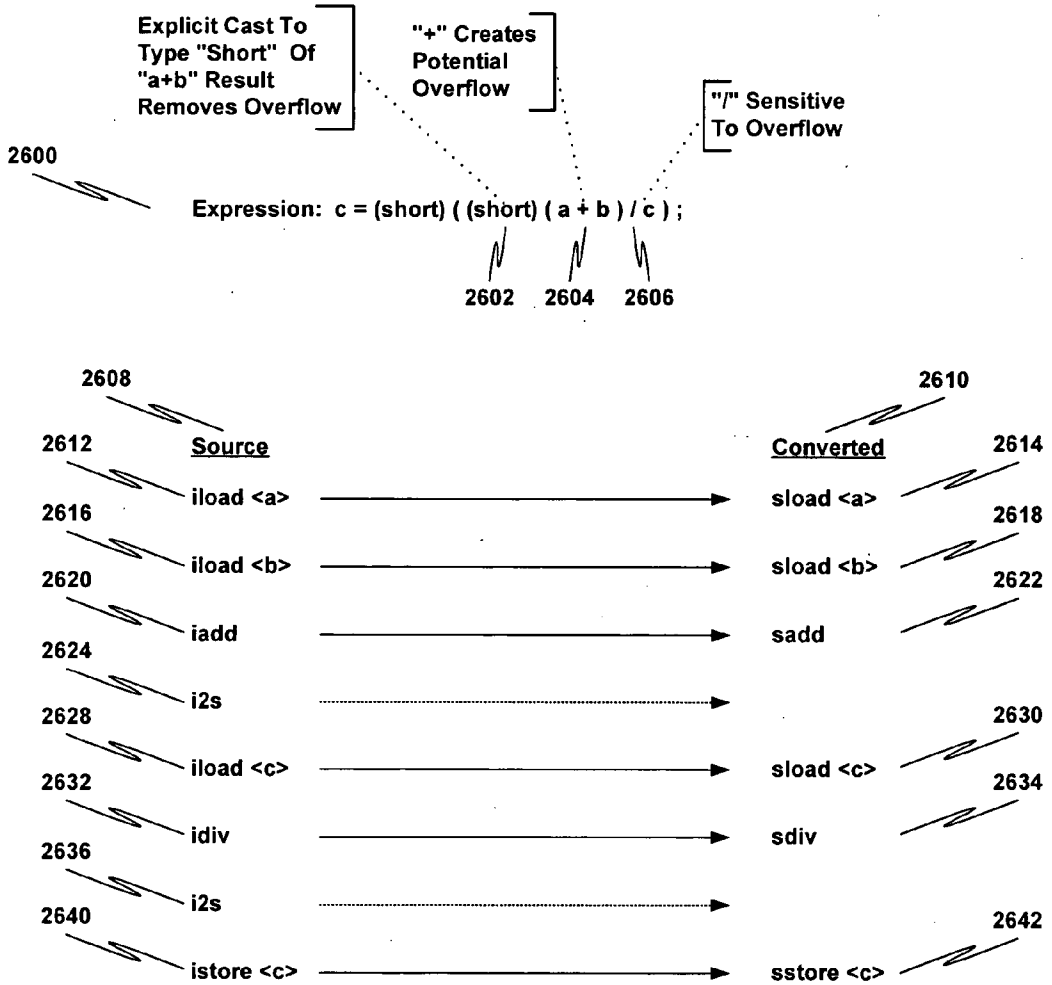 Explicit Cast To
Type "Short" Of
"a+b" Result
Removes Overflow
"+" Creates
Potential
Overflow
"/" Sensitive
To Overflow
2600
Expression: c = (short) ( (short) ( a + b ) / c ) ;
2602 2604 2606
2608 2610
Source Converted
2612 iload <a> sload <a> 2614
2616 iload <b> sload <b> 2618
2620 iadd sadd 2622
2624 i2s
2628 iload <c> sload <c> 2630
2632 idiv sdiv 2634
2636 i2s
2640 istore <c> sstore <c> 2642